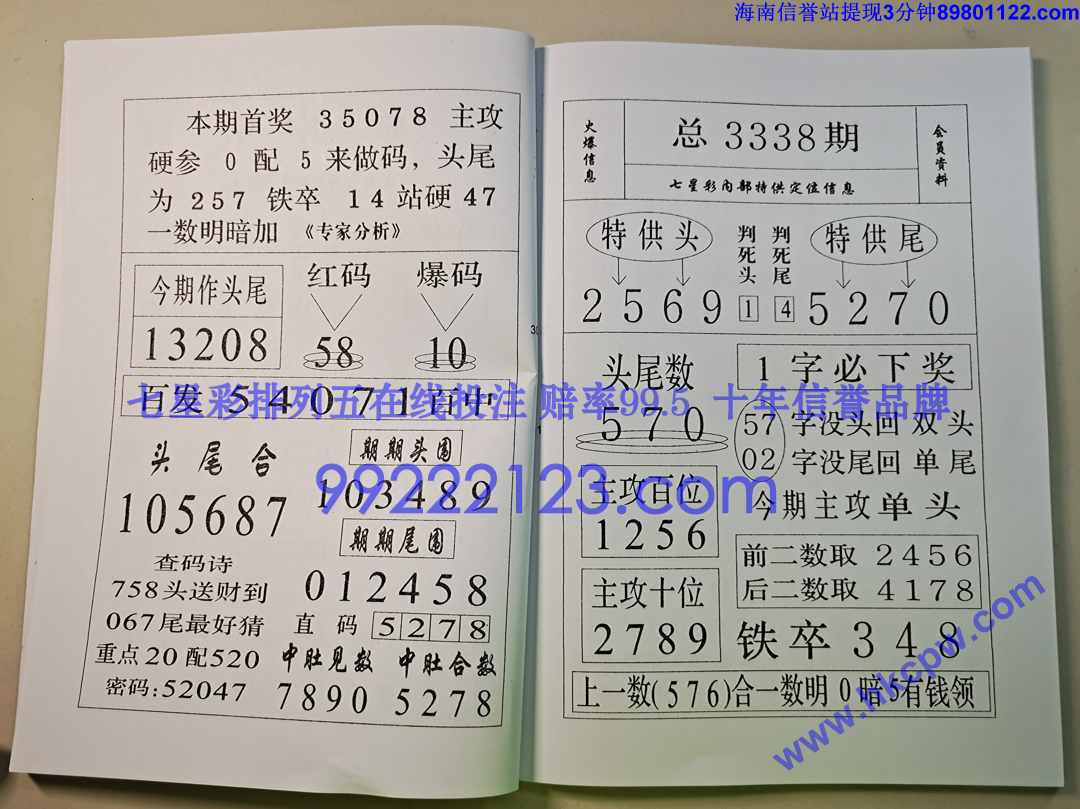 海南信誉站提现3分钟89801122.com
本期首奖 35078 主攻
硬参 0 配 5 来做码，头尾
为 257 铁卒 14 站硬 47
一数明暗加 《专家分析》
今期作头尾
13208
红码
58
爆码
10
百发 54071 百中
七星彩排列五在线投注 赔率99.5 十年信誉品牌
头尾合
105687
期期头围
103489
99222123.com
期期尾围
012458
查码诗
758头送财到
067尾最好猜
重点20配520
密码:52047
直码 5278
中肚见数
7890
中肚合数
5278
火爆信息
总 3338 期
七星彩内部特供定位信息
会员资料
特供头
2569
判死头
1
判死尾
4
特供尾
5270
头尾数
570
1 字必下奖
57 字没头回双头
02 字没尾回单尾
今期主攻单头
主攻百位
1256
前二数取 2456
后二数取 4178
主攻十位
2789
铁卒 348
上一数(576)合一数明 0 暗 5有钱领
www.hkcpw.com